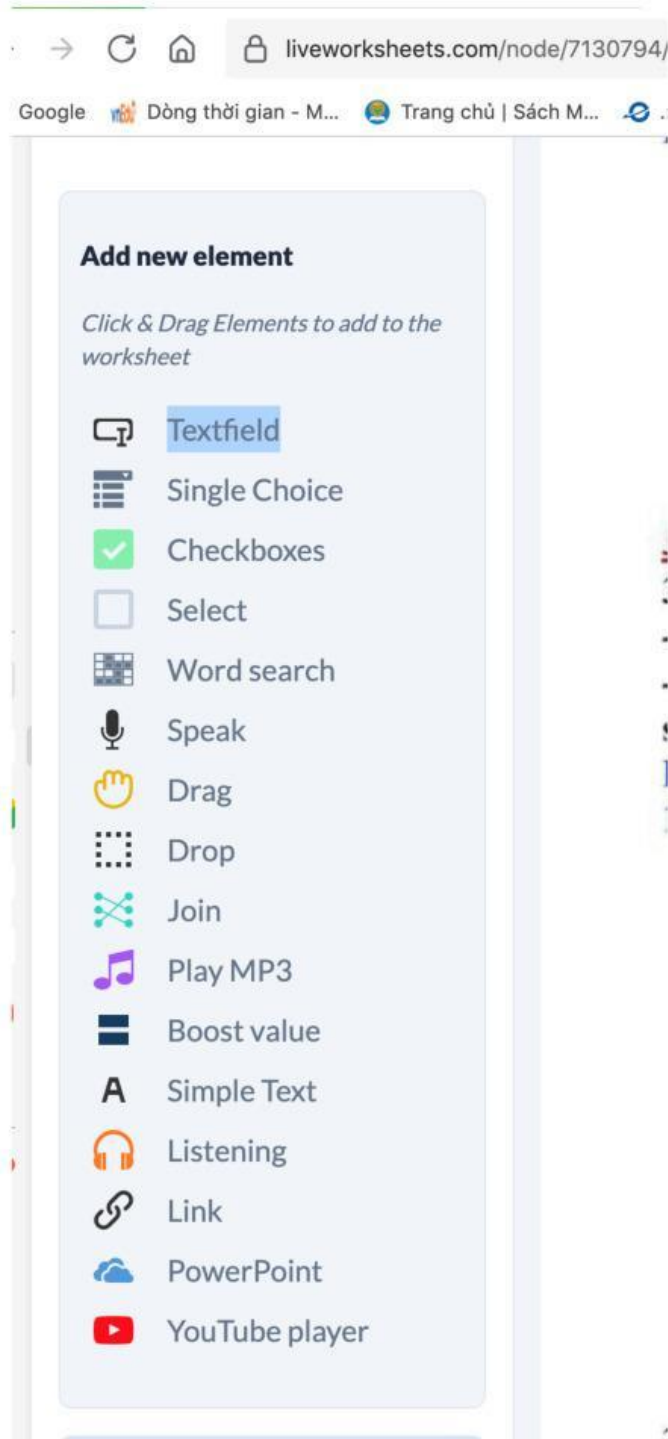 liveworksheets.com/node/7130794/
Google Dòng thời gian - M... Trang chủ | Sách M...
Add new element
Click & Drag Elements to add to the
worksheet
Textfield
Single Choice
Checkboxes
Select
Word search
Speak
Drag
Drop
Join
Play MP3
Boost value
A Simple Text
Listening
Link
PowerPoint
YouTube player